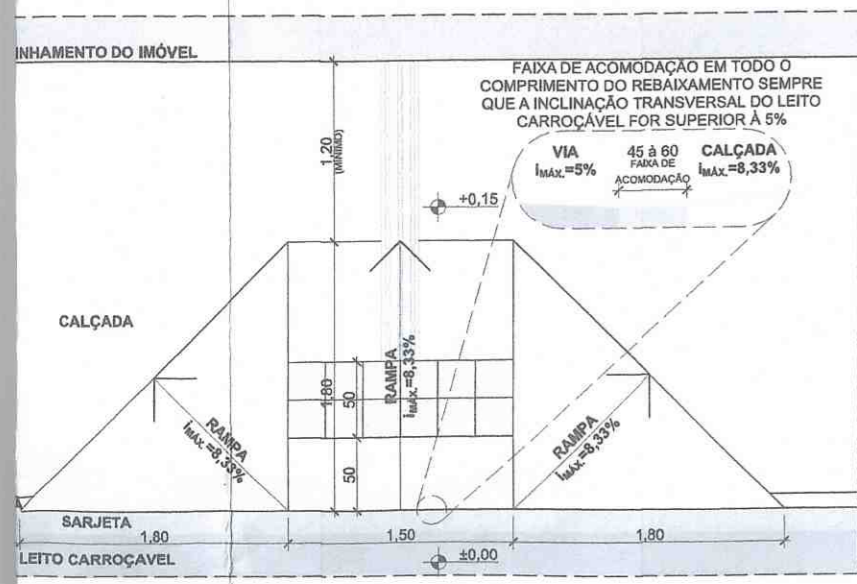 INHAMENTO DO IMÓVEL
FAIXA DE ACOMODAÇÃO EM TODO O
COMPRIMENTO DO REBAIXAMENTO SEMPRE
QUE A INCLINAÇÃO TRANSVERSAL DO LEITO
CARROÇÁVEL FOR SUPERIOR À 5%
VIA
iMÁX.=5%
45 à 60
FAIXA DE
ACOMODAÇÃO
CALÇADA
iMÁX.=8,33%
1,20
(MÍNIMO)
+0,15
CALÇADA
RAMPA
iMÁX.=8,33%
1,80
50
50
RAMPA
iMÁX.=8,33%
RAMPA
iMÁX.=8,33%
SARJETA
1,80
1,50
1,80
LEITO CARROÇAVEL
±0,00